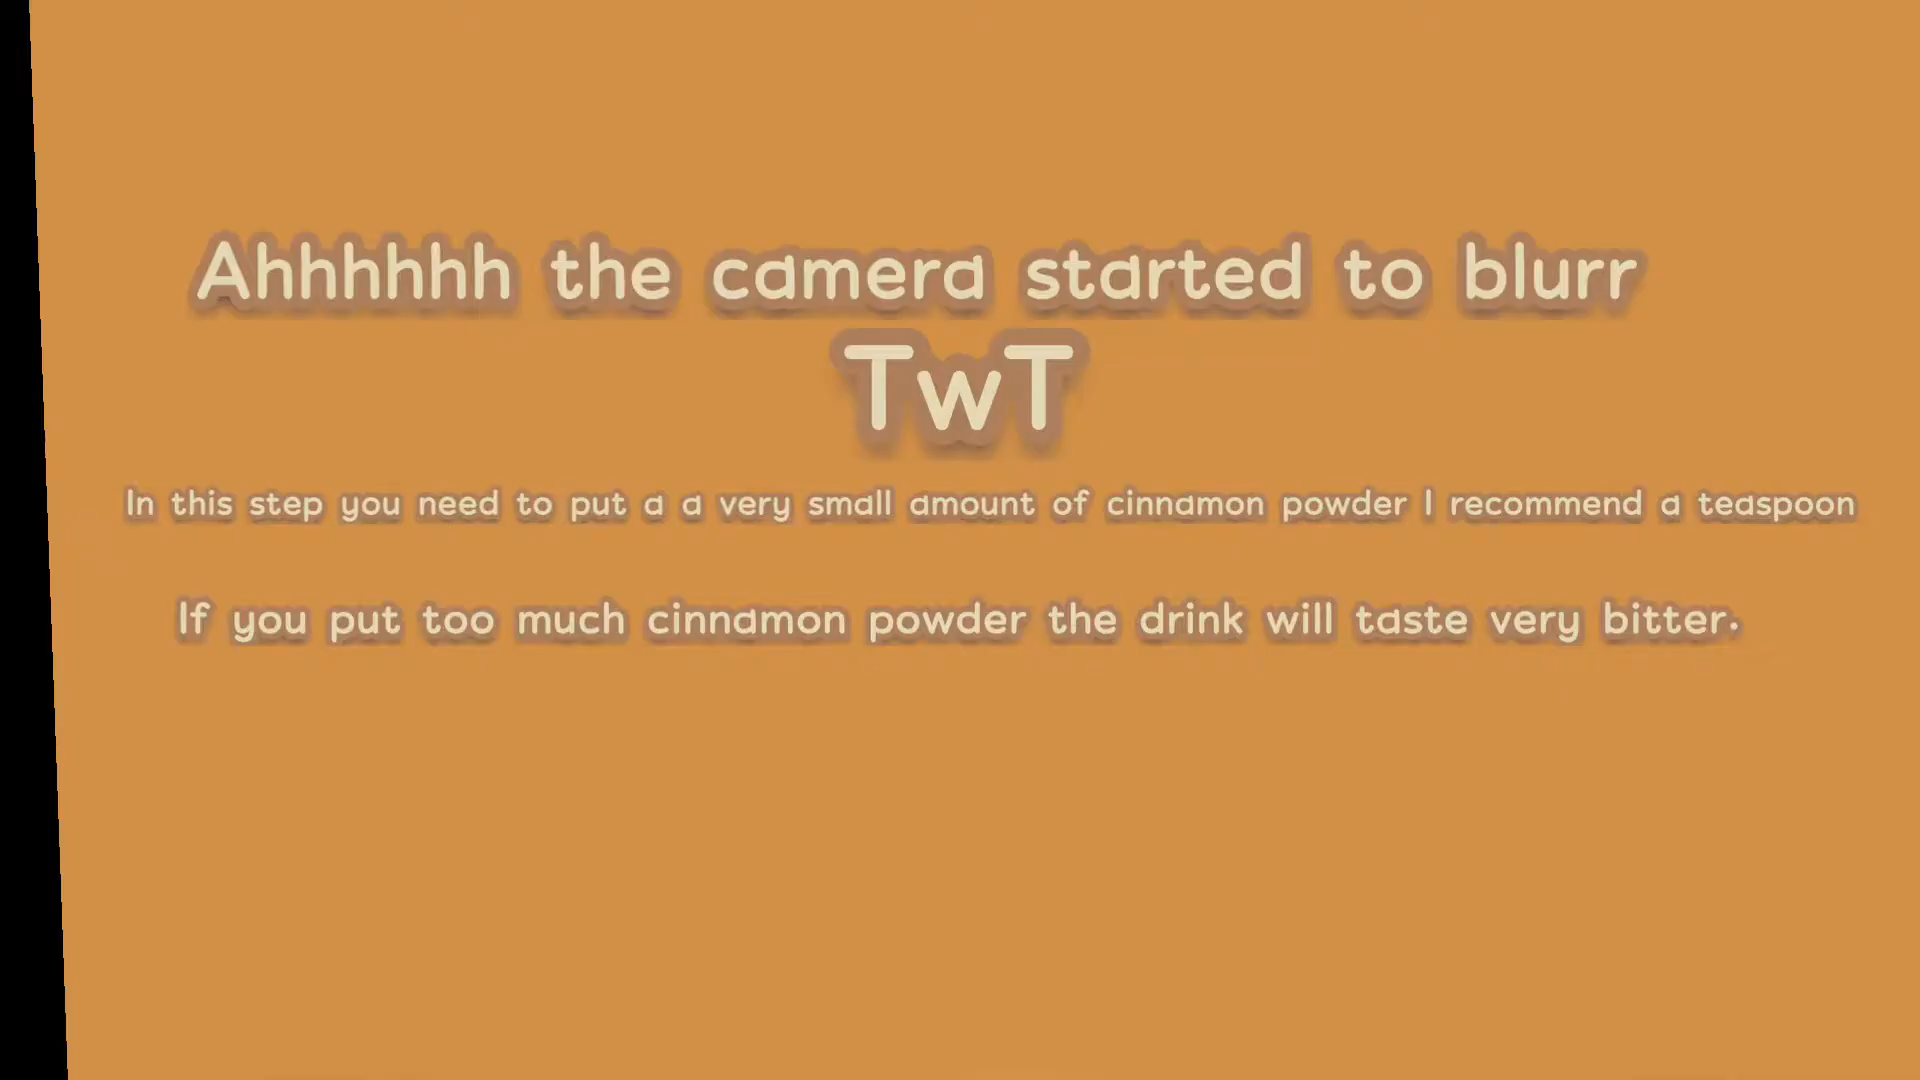 Ahhhhhh the camera started to blurr
TwT
In this step you need to put a a very small amount of cinnamon powder I recommend a teaspoon
If you put too much cinnamon powder the drink will taste very bitter.